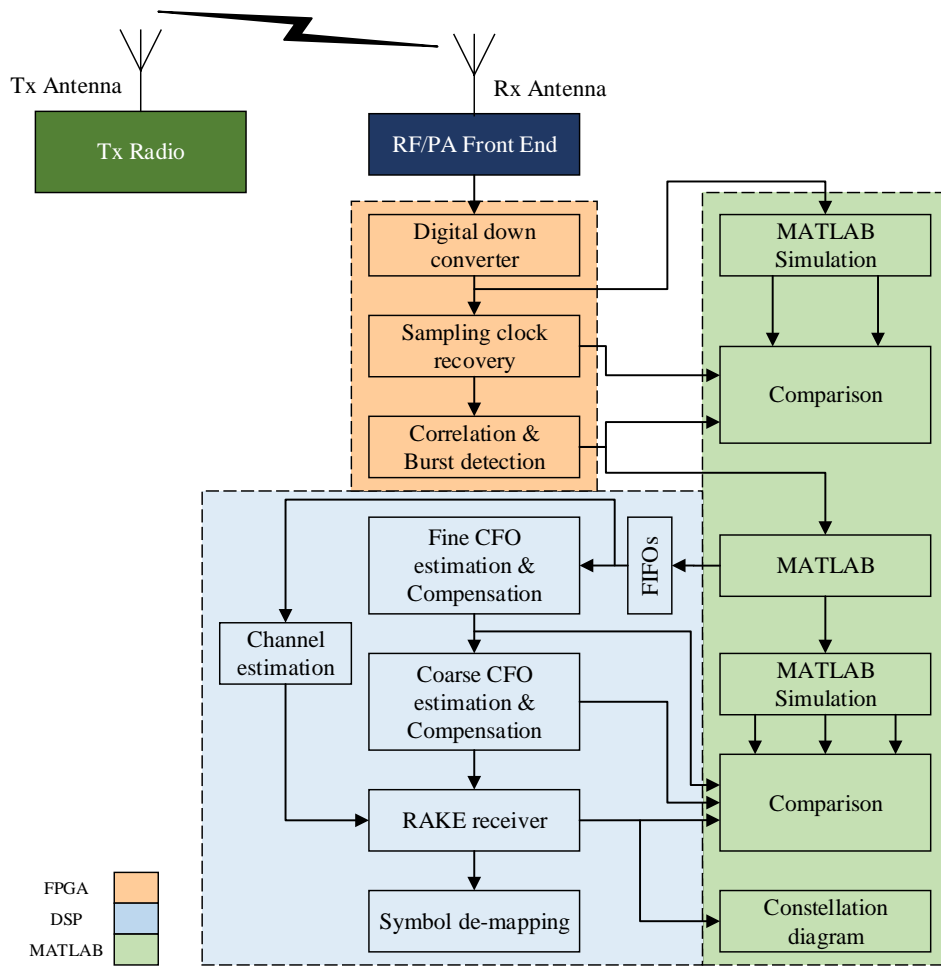 Tx Antenna
Rx Antenna
Tx Radio
RF/PA Front End
Digital down
converter
MATLAB
Simulation
Sampling clock
recovery
Comparison
Correlation &
Burst detection
Fine CFO
estimation &
Compensation
FIFOs
MATLAB
Channel
estimation
Coarse CFO
estimation &
Compensation
MATLAB
Simulation
RAKE receiver
Comparison
Symbol de-mapping
Constellation
diagram
FPGA
DSP
MATLAB